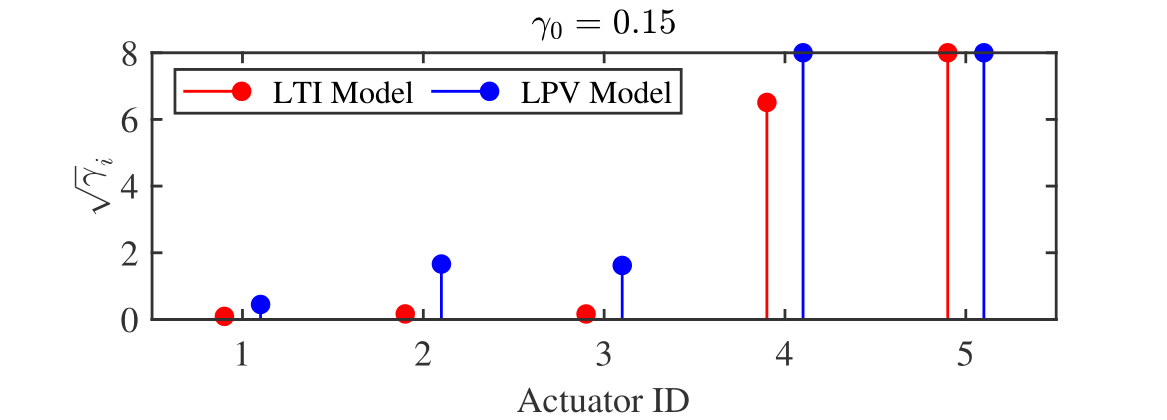 γ₀ = 0.15
LTI Model LPV Model
8
6
4
2
0
√γᵢ
1 2 3 4 5
Actuator ID